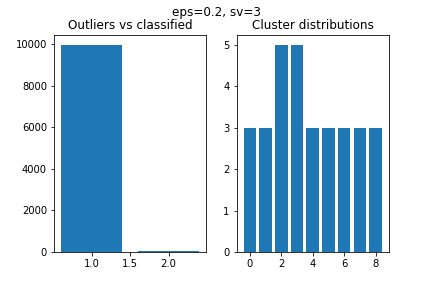 eps=0.2, sv=3
Outliers vs classified
Cluster distributions
10000
8000
6000
4000
2000
0
1.0 1.5 2.0
5
4
3
2
1
0
0 2 4 6 8